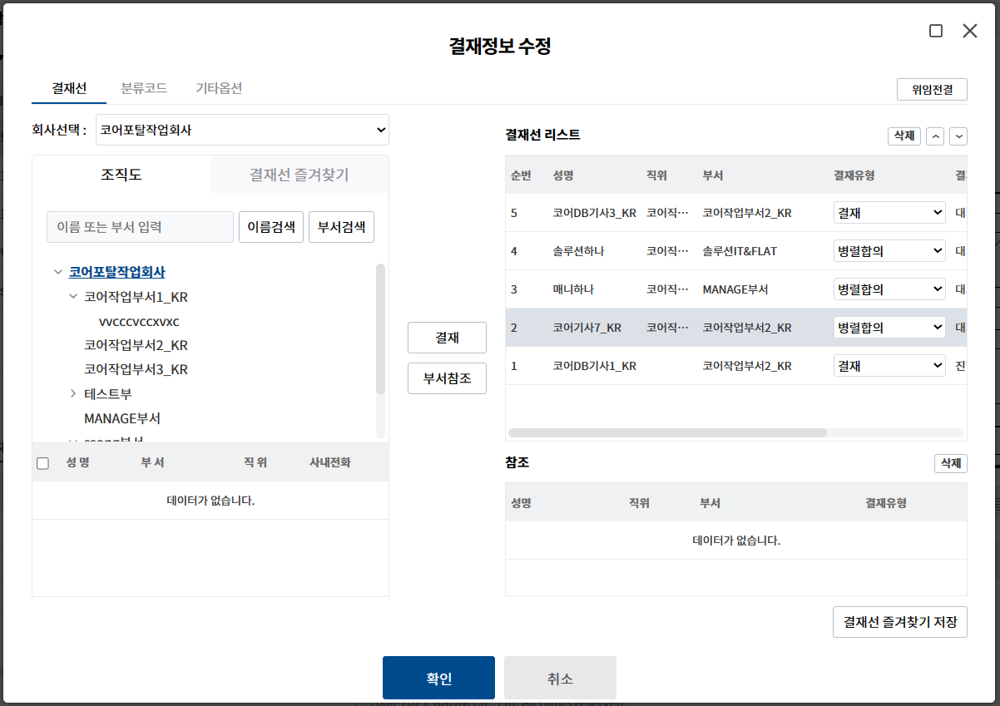 결재정보 수정
결재선 분류코드 기타옵션
위임전결
회사선택 : 코어포탈작업회사
조직도 결재선 즐겨찾기
이름 또는 부서 입력 이름검색 부서검색
코어포탈작업회사
코어작업부서1_KR
vvcccvccxvxc
코어작업부서2_KR
코어작업부서3_KR
테스트부
MANAGE부서
성명 부서 직위 사내전화
데이터가 없습니다.
결재
부서참조
결재선 리스트 삭제
순번 성명 직위 부서 결재유형 결
5 코어DB기사3_KR 코어직… 코어작업부서2_KR 결재 대
4 솔루션하나 코어직… 솔루션IT&FLAT 병렬합의 대
3 매니하나 코어직… MANAGE부서 병렬합의 대
2 코어기사7_KR 코어직… 코어작업부서2_KR 병렬합의 대
1 코어DB기사1_KR 코어작업부서2_KR 결재 진
참조 삭제
성명 직위 부서 결재유형
데이터가 없습니다.
결재선 즐겨찾기 저장
확인 취소